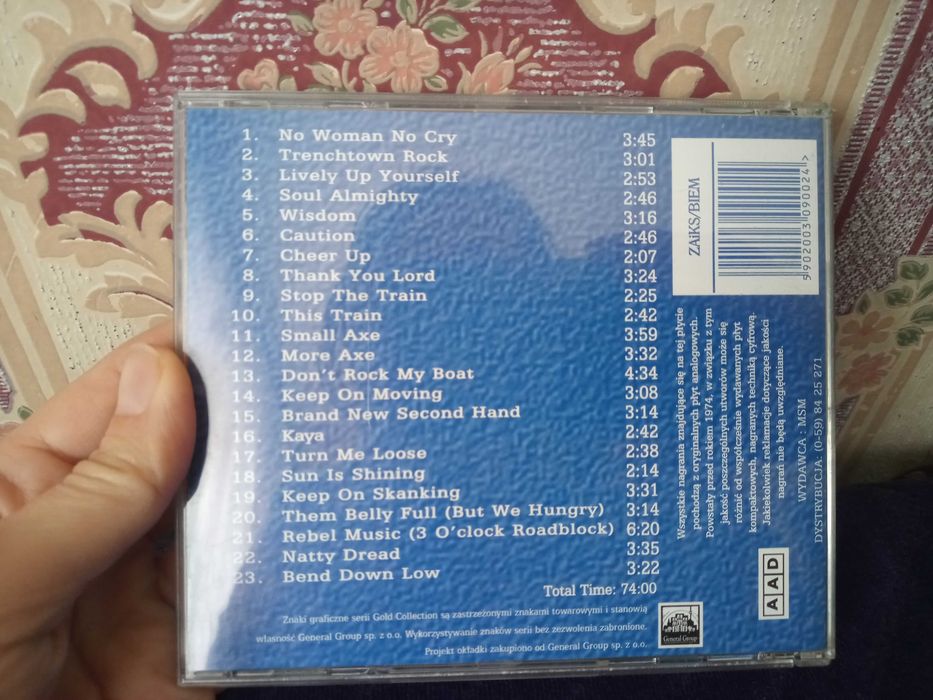 1. No Woman No Cry 3:45
2. Trenchtown Rock 3:01
3. Lively Up Yourself 2:53
4. Soul Almighty 2:46
5. Wisdom 3:16
6. Caution 2:46
7. Cheer Up 2:07
8. Thank You Lord 3:24
9. Stop The Train 2:25
10. This Train 2:42
11. Small Axe 3:59
12. More Axe 3:32
13. Don't Rock My Boat 4:34
14. Keep On Moving 3:08
15. Brand New Second Hand 3:14
16. Kaya 2:42
17. Turn Me Loose 2:38
18. Sun Is Shining 2:14
19. Keep On Skanking 3:31
20. Them Belly Full (But We Hungry) 3:14
21. Rebel Music (3 O'clock Roadblock) 6:20
22. Natty Dread 3:35
23. Bend Down Low 3:22
Total Time: 74:00
Znaki graficzne serii Gold Collection są zastrzeżonymi znakami towarowymi i stanowią
własność General Group sp. z o.o. Wykorzystywanie znaków serii bez zezwolenia zabronione.
Projekt okładki zakupiono od General Group sp. z o.o.
General Group
ZAiKS/BIEM
5902003090024>
Wszystkie nagrania znajdujące się na tej płycie
pochodzą z oryginalnych płyt analogowych.
Powstały przed rokiem 1974, w związku z tym
jakość poszczególnych utworów może się
różnić od współcześnie wydawanych płyt
kompaktowych, nagranych techniką cyfrową.
Jakiekolwiek reklamacje dotyczące jakości
nagrań nie będą uwzględniane.
WYDAWCA : MSM
DYSTRYBUCJA: (0-59) 84 25 271
AAD